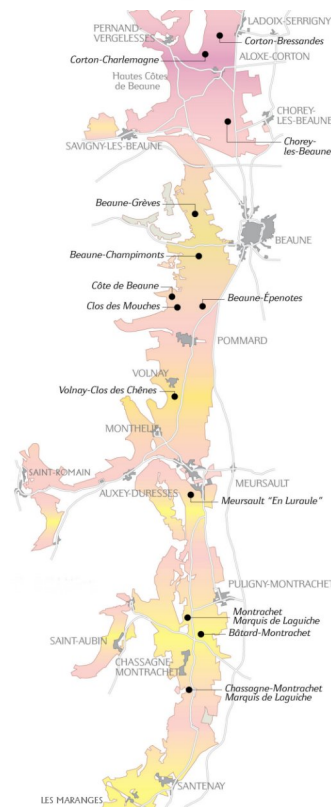 LADOIX-SERRIGNY
PERNAND-
VERGELESSES
Corton-Bressandes
Corton-Charlemagne
ALOXE-CORTON
Hautes Côtes
de Beaune
CHOREY
LES-BEAUNE
SAVIGNY-LES-BEAUNE
Chorey-
les-Beaune
Beaune-Grèves
BEAUNE
Beaune-Champimonts
Côte de Beaune
Clos des Mouches
Beaune-Épenotes
POMMARD
VOLNAY
Volnay-Clos des Chênes
MONTHELIE
SAINT-ROMAIN
MEURSAULT
AUXEY-DURESSES
Meursault "En Luraule"
PULIGNY-MONTRACHET
Montrachet
Marquis de Laguiche
Bâtard-Montrachet
SAINT-AUBIN
CHASSAGNE-
MONTRACHET
Chassagne-Montrachet
Marquis de Laguiche
SANTENAY
LES MARANGES